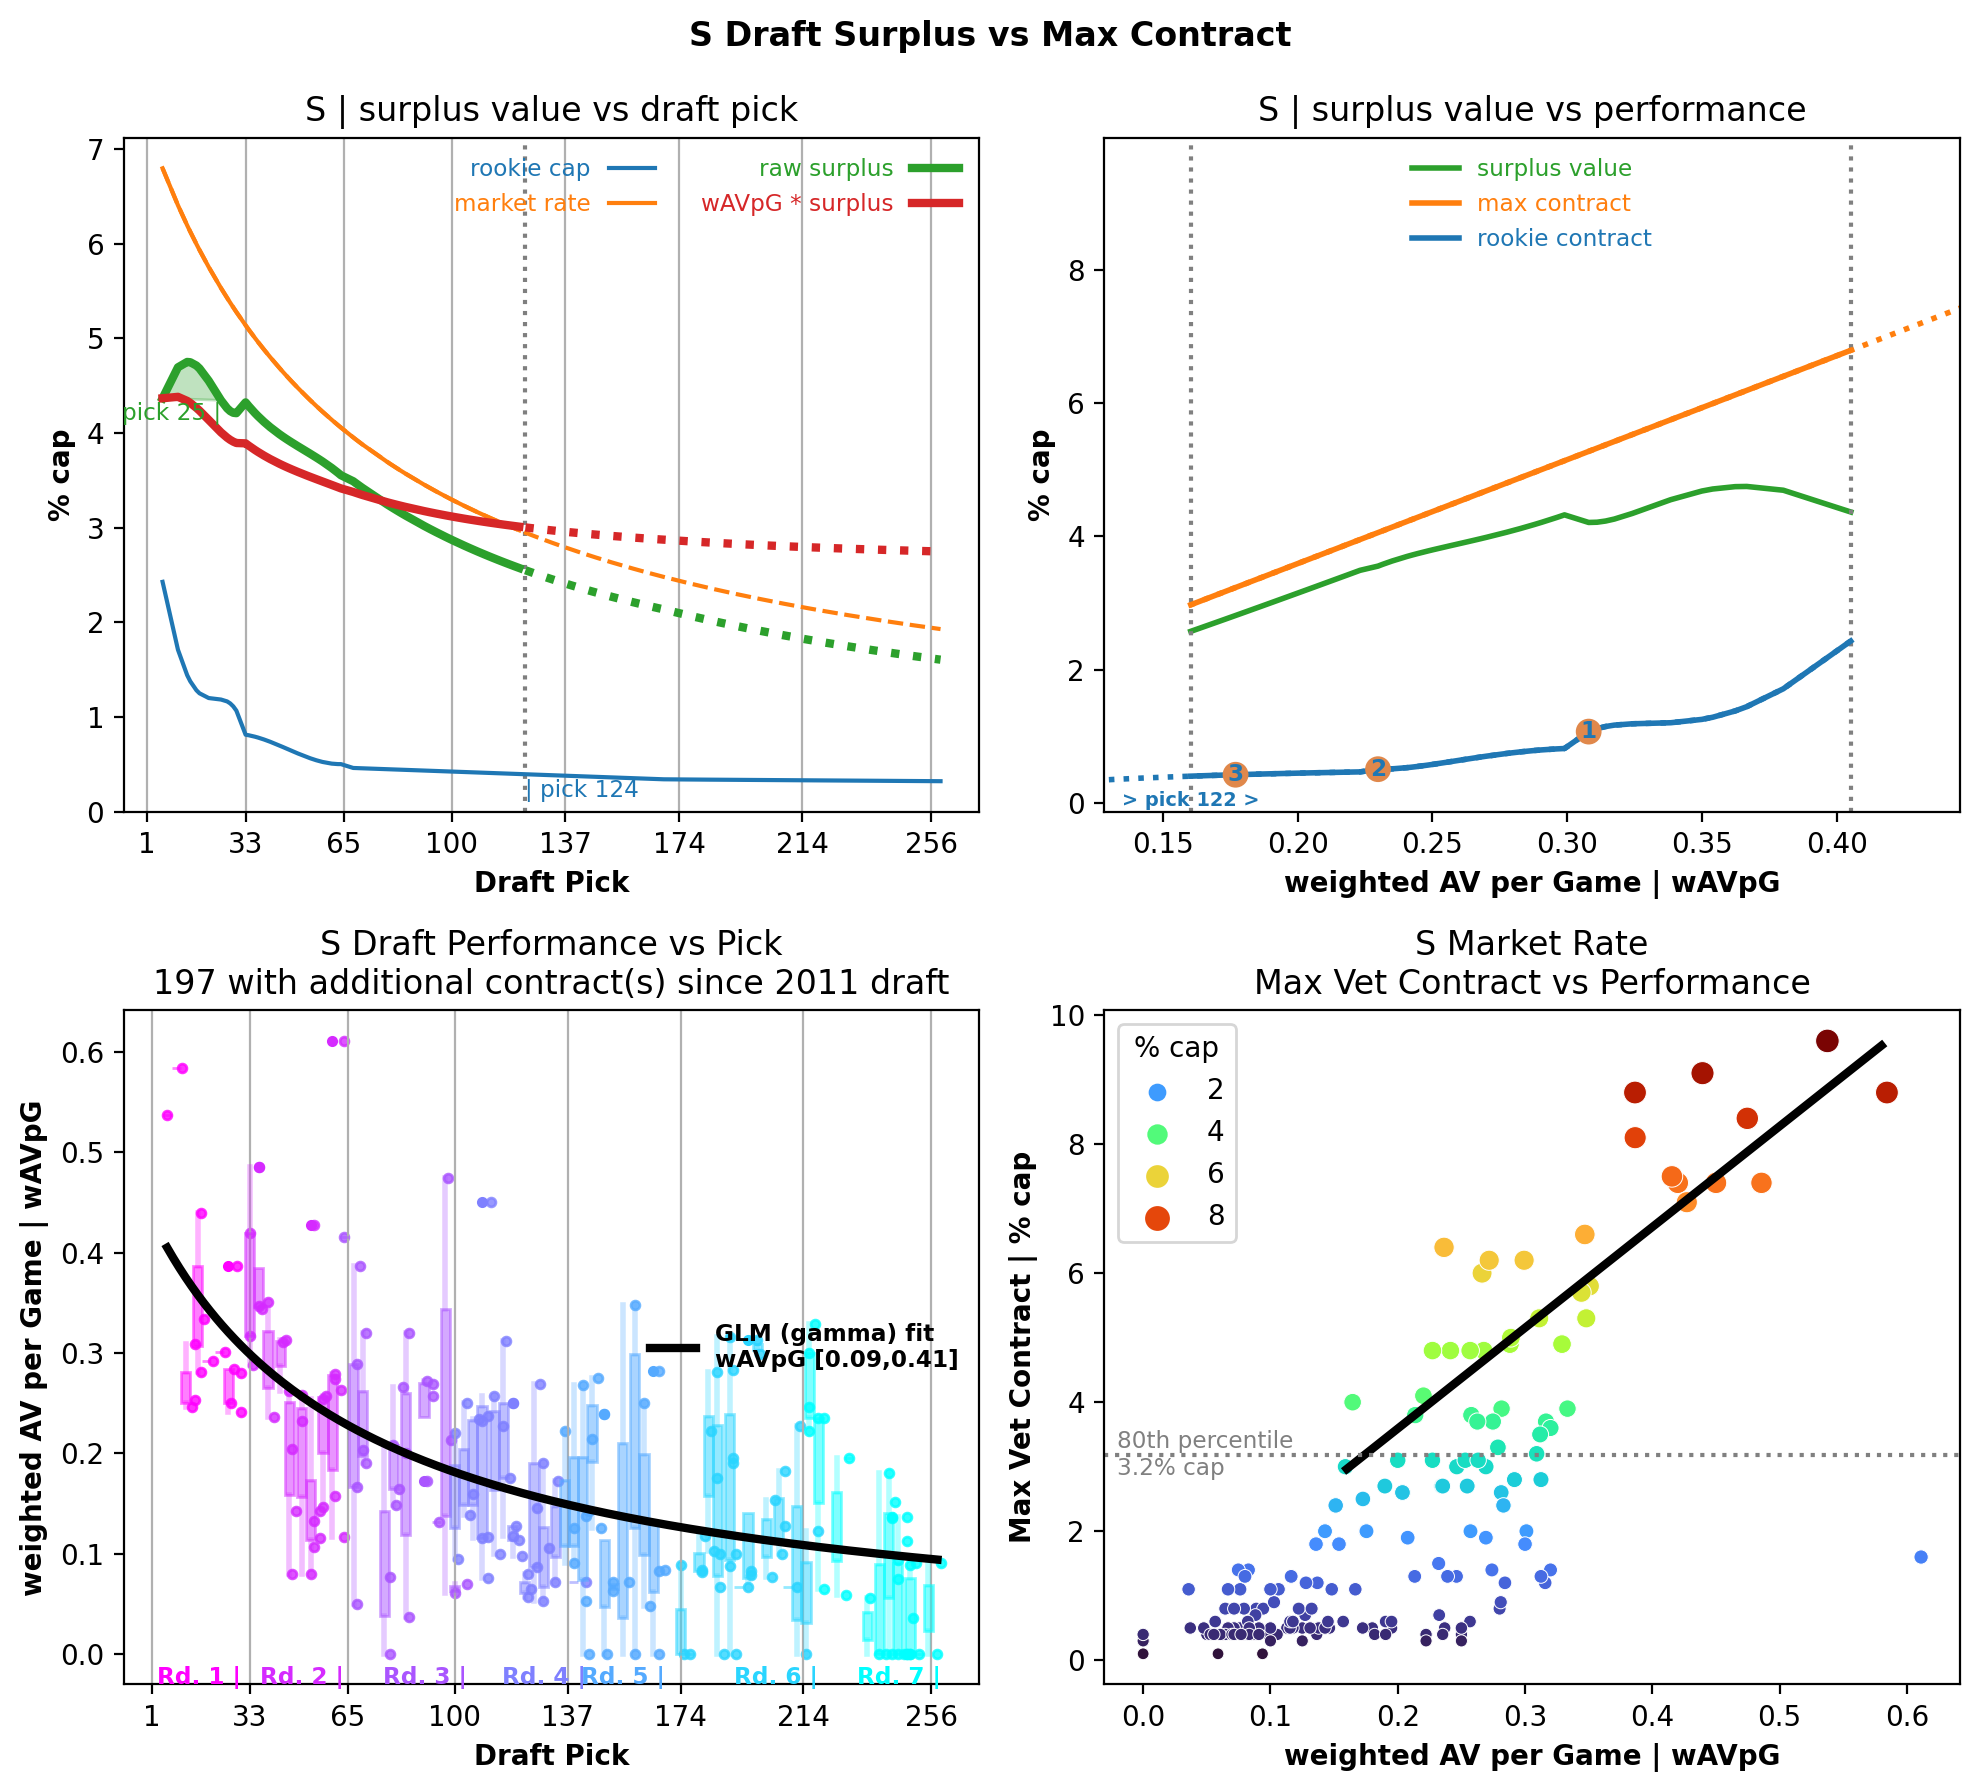 S Draft Surplus vs Max Contract
S | surplus value vs draft pick
7
6
5
4
3
2
1
0
% cap
rookie cap
market rate
raw surplus
wAVpG * surplus
pick 25 |
| pick 124
1 33 65 100 137 174 214 256
Draft Pick
S | surplus value vs performance
8
6
4
2
0
% cap
surplus value
max contract
rookie contract
3
2
1
> pick 122 >
0.15 0.20 0.25 0.30 0.35 0.40
weighted AV per Game | wAVpG
S Draft Performance vs Pick
197 with additional contract(s) since 2011 draft
0.6
0.5
0.4
0.3
0.2
0.1
0.0
weighted AV per Game | wAVpG
GLM (gamma) fit
wAVpG [0.09,0.41]
Rd. 1 | Rd. 2 | Rd. 3 | Rd. 4 | Rd. 5 | Rd. 6 | Rd. 7 |
1 33 65 100 137 174 214 256
Draft Pick
S Market Rate
Max Vet Contract vs Performance
10
8
6
4
2
0
Max Vet Contract | % cap
% cap
2
4
6
8
80th percentile
3.2% cap
0.0 0.1 0.2 0.3 0.4 0.5 0.6
weighted AV per Game | wAVpG